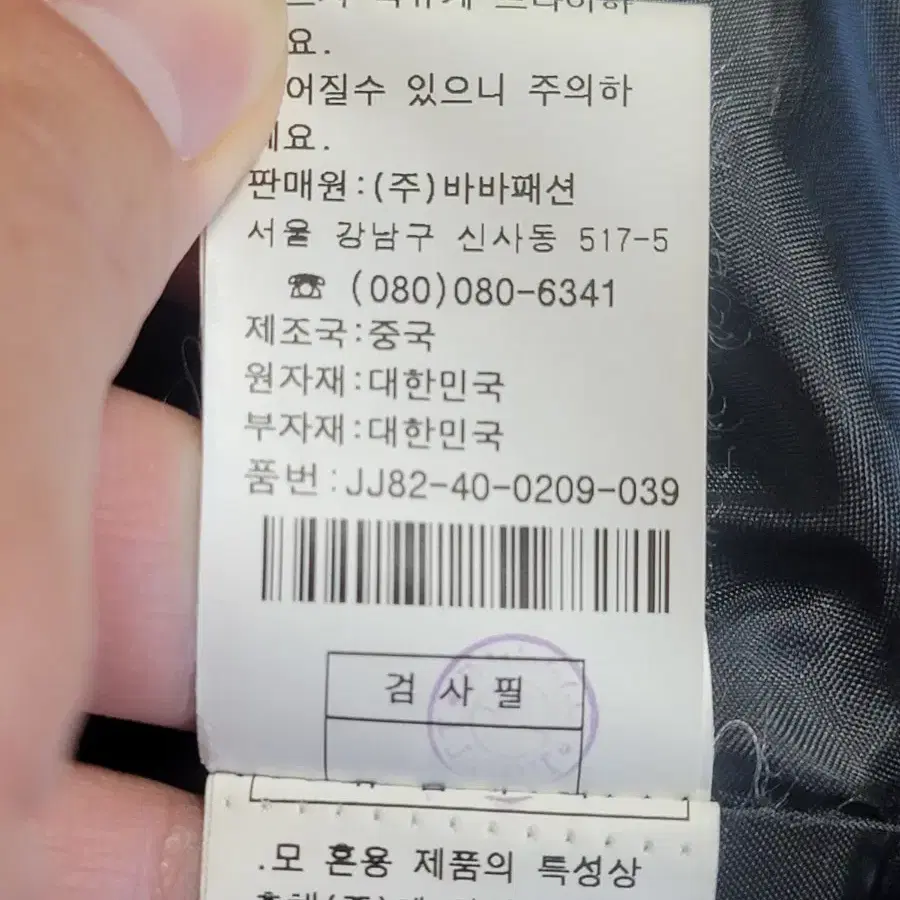 요.
어질수 있으니 주의하
세요.
판매원:(주)바바패션
서울 강남구 신사동 517-5
☏ (080)080-6341
제조국:중국
원자재:대한민국
부자재:대한민국
품번:JJ82-40-0209-039
검 사 필
.모 혼용 제품의 특성상